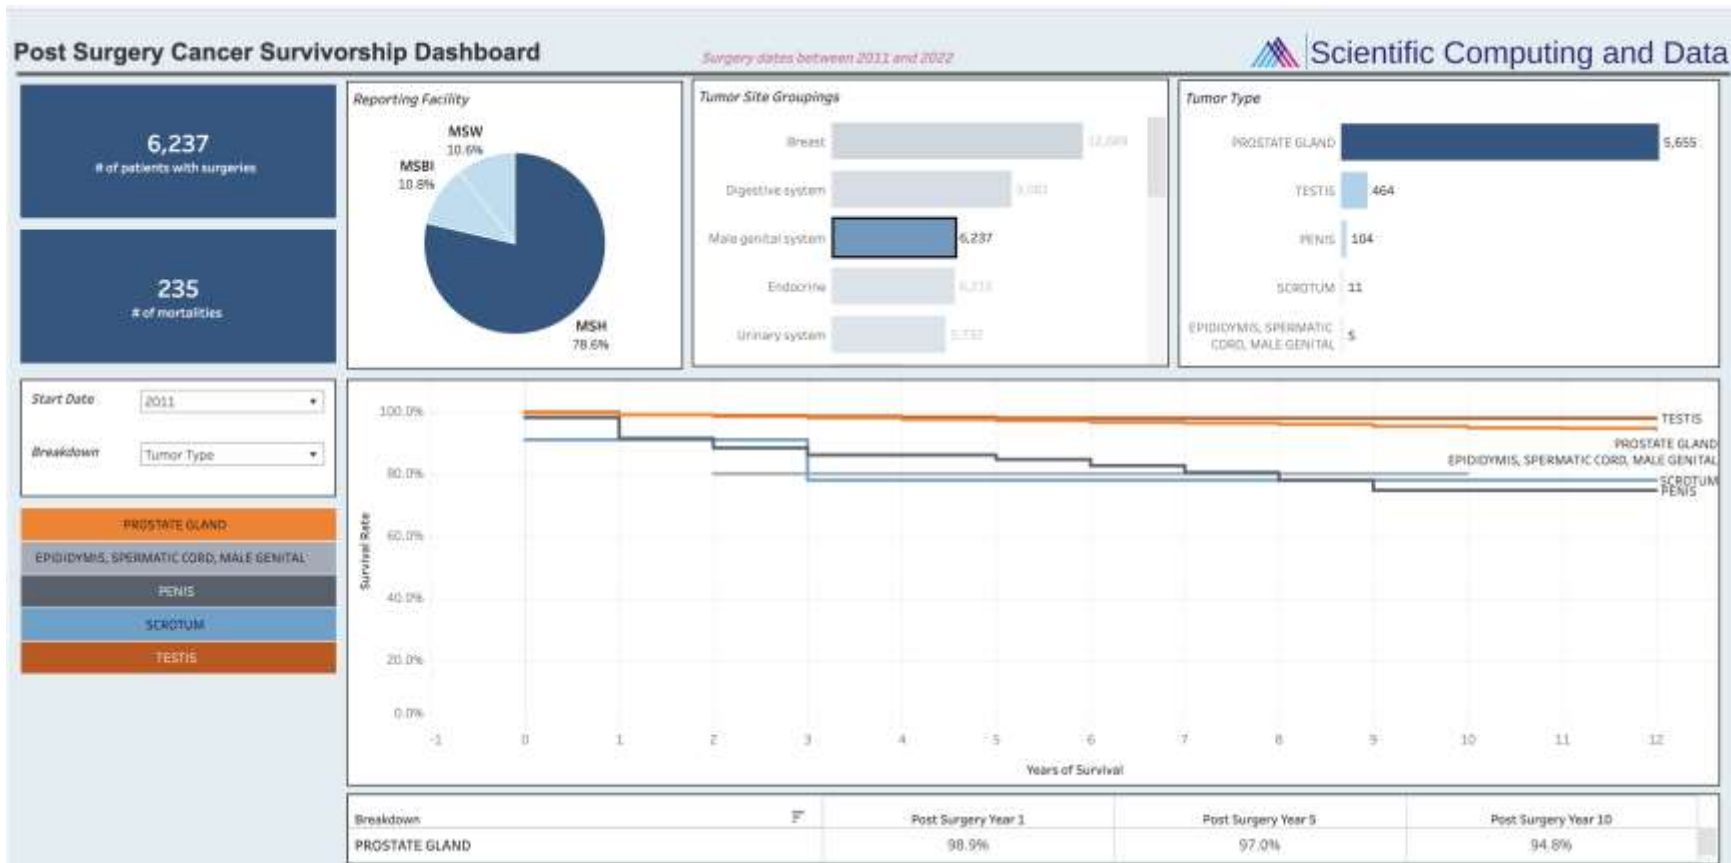 Post Surgery Cancer Survivorship Dashboard
Surgery dates between 2011 and 2022
Scientific Computing and Data
6,237
# of patients with surgeries
235
# of mortalities
Reporting Facility
MSW
10.6%
MSBI
10.8%
MSH
78.6%
Tumor Site Groupings
Breast
Digestive system
Male genital system
6,237
Endocrine
Urinary system
Tumor Type
PROSTATE GLAND
5,655
TESTIS
464
PENIS
104
SCROTUM
11
EPIDIDYMIS, SPERMATIC
CORD, MALE GENITAL
5
Start Date
2011
Breakdown
Tumor Type
PROSTATE GLAND
EPIDIDYMIS, SPERMATIC CORD, MALE GENITAL
PENIS
SCROTUM
TESTIS
Survival Rate
100.0%
80.0%
60.0%
40.0%
20.0%
0.0%
-1 0 1 2 3 4 5 6 7 8 9 10 11 12
Years of Survival
TESTIS
PROSTATE GLAND
EPIDIDYMIS, SPERMATIC CORD, MALE GENITAL
SCROTUM
PENIS
Breakdown Post Surgery Year 1 Post Surgery Year 5 Post Surgery Year 10
PROSTATE GLAND 98.9% 97.0% 94.8%